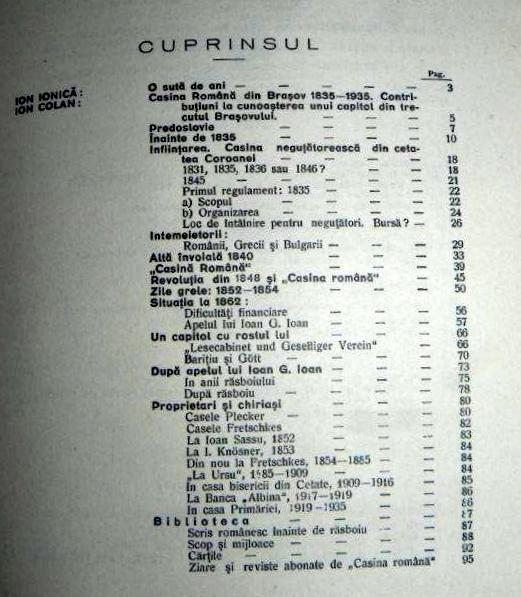 CUPRINSUL
Pag.
ION IONICĂ: O sută de ani — — — — — 3
ION COLAN: Casina Română din Brașov 1835—1935. Contri-
buțiuni la cunoașterea unui capitol din tre-
cutul Brașovului. — — — — 5
Predoslovie — — — — — 7
Înainte de 1835 — — — — — 10
Înființarea. Casina neguțătorească din ceta-
tea Coroanei — — — — 18
1831, 1835, 1836 sau 1846? — — 18
1845 — — — — — 21
Primul regulament: 1835 — — — 22
a) Scopul — — — — 22
b) Organizarea — — — — 24
Loc de întâlnire pentru neguțători. Bursă? — 26
Intemeietorii:
Românii, Grecii și Bulgarii — — — 29
Altă învoială 1840 — — — — 33
„Casină Română" — — — — 39
Revoluția din 1848 și „Casina română" — — 45
Zile grele: 1852—1854 — — — 50
Situația la 1862:
Dificultăți financiare — — — 56
Apelul lui Ioan G. Ioan — — — 57
Un capitol cu rostul lui — — — 66
„Lesecabinet und Geselliger Verein" — — 66
Barițiu și Gött — — — — 70
După apelul lui Ioan G. Ioan — — — 73
In anii răsboiului — — — — 75
După răsboiu — — — — 78
Proprietari și chiriași — — — — 80
Casele Plecker — — — — 80
Casele Fretschkes — — — — 82
La Ioan Sassu, 1852 — — — 83
La I. Knösner, 1853 — — — 84
Din nou la Fretschkes, 1854—1885 — — 84
„La Ursu", 1885—1909 — — — 84
In casa bisericii din Cetate, 1909—1916 — 85
La Banca „Albina", 1917—1919 — — 86
In casa Primăriei, 1919—1935 — — 86
Biblioteca — — — 87
Scris românesc înainte de răsboiu — — 87
Scop și mijloace — — — — 88
Cărțile — — — — — 92
Ziare și reviste abonate de „Casina română" 95